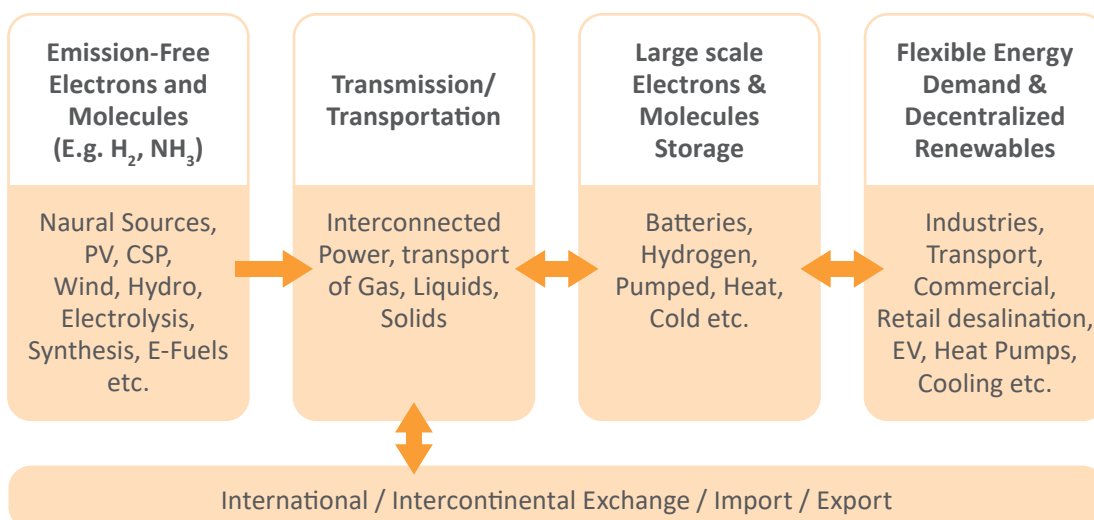 Emission-Free
Electrons and
Molecules
(E.g. H₂, NH₃)
Naural Sources,
PV, CSP,
Wind, Hydro,
Electrolysis,
Synthesis, E-Fuels
etc.
Transmission/
Transportation
Interconnected
Power, transport
of Gas, Liquids,
Solids
Large scale
Electrons &
Molecules
Storage
Batteries,
Hydrogen,
Pumped, Heat,
Cold etc.
Flexible Energy
Demand &
Decentralized
Renewables
Industries,
Transport,
Commercial,
Retail desalination,
EV, Heat Pumps,
Cooling etc.
International / Intercontinental Exchange / Import / Export